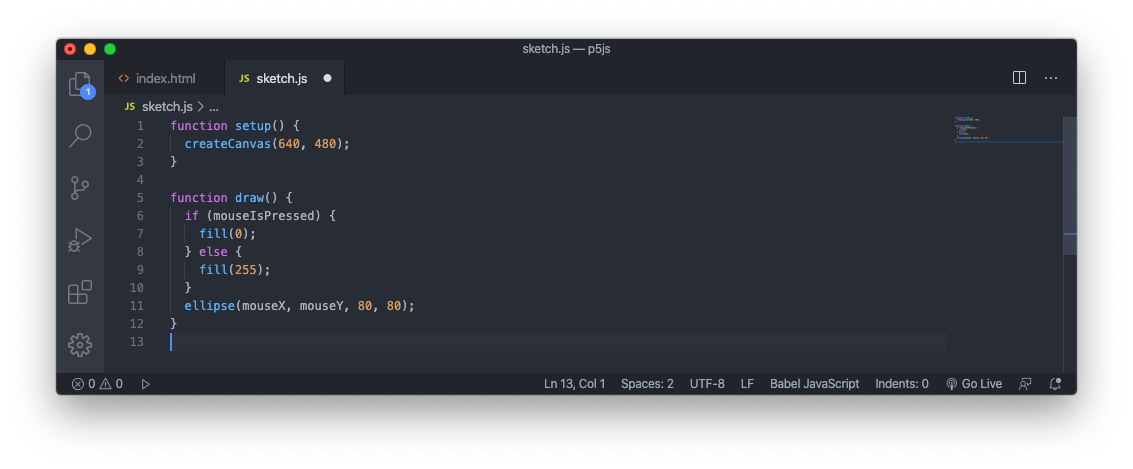 sketch.js — p5js
index.html
JS sketch.js
1
JS sketch.js > ...
1 function setup() {
2   createCanvas(640, 480);
3 }
4
5 function draw() {
6   if (mouseIsPressed) {
7     fill(0);
8   } else {
9     fill(255);
10   }
11   ellipse(mouseX, mouseY, 80, 80);
12 }
13
0 0 Ln 13, Col 1 Spaces: 2 UTF-8 LF Babel JavaScript Indents: 0 Go Live